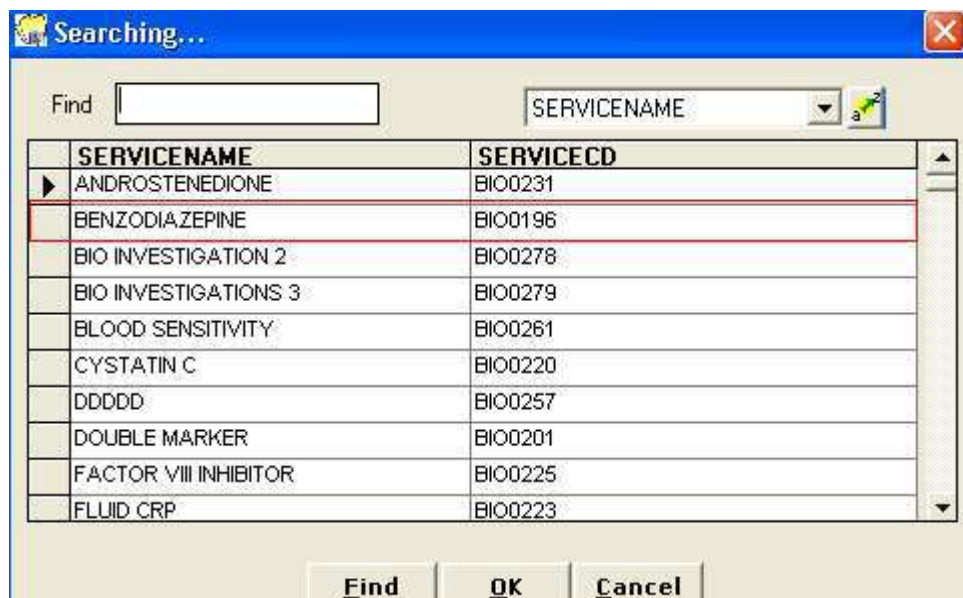 Searching...
Find SERVICENAME
SERVICENAME SERVICECD
ANDROSTENEDIONE BIO0231
BENZODIAZEPINE BIO0196
BIO INVESTIGATION 2 BIO0278
BIO INVESTIGATIONS 3 BIO0279
BLOOD SENSITIVITY BIO0261
CYSTATIN C BIO0220
DDDDD BIO0257
DOUBLE MARKER BIO0201
FACTOR VIII INHIBITOR BIO0225
FLUID CRP BIO0223
Find OK Cancel